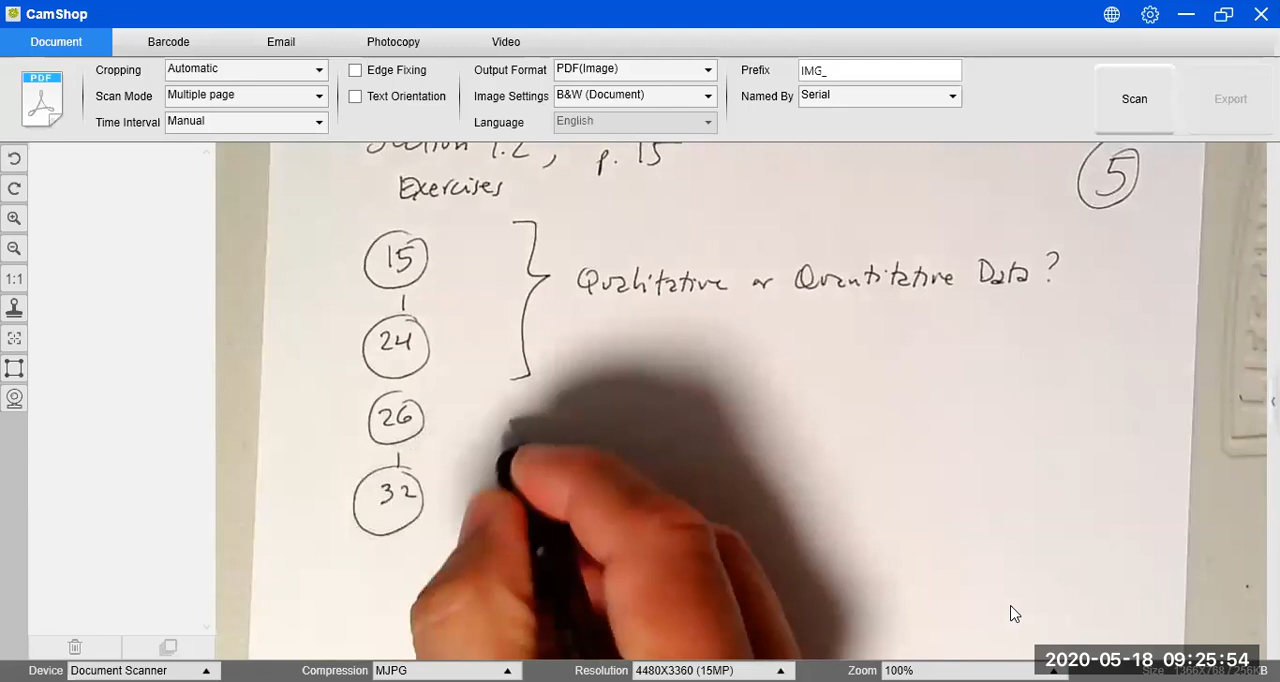 CamShop
Document Barcode Email Photocopy Video
PDF
Cropping Automatic
Scan Mode Multiple page
Time Interval Manual
Edge Fixing
Text Orientation
Output Format PDF(Image)
Image Settings B&W (Document)
Language English
Prefix IMG_
Named By Serial
Scan
Export
1:1
Section 1.2, p. 15
Exercises
5
15
24
26
32
Qualitative or Quantitative Data?
2020-05-18 09:25:54
Device Document Scanner Compression MJPG Resolution 4480X3360 (15MP) Zoom 100%